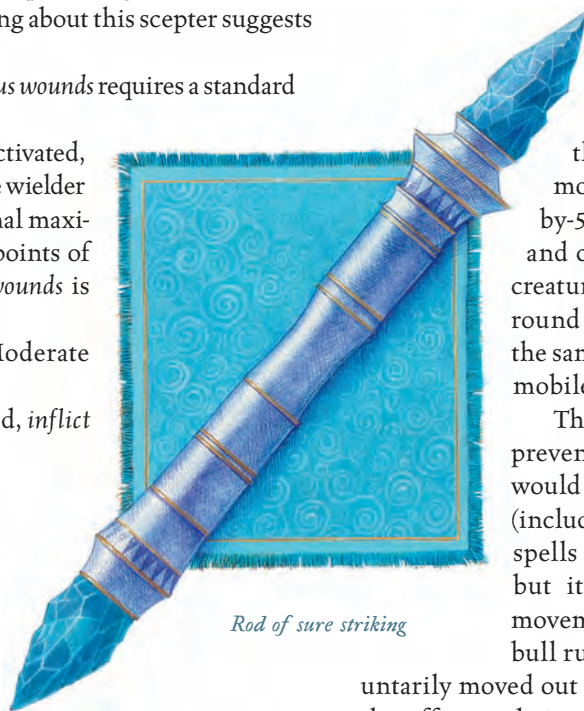 ng about this scepter suggests
us wounds requires a standard
ctivated,
e wielder
nal maxi-
points of
wounds is
Moderate
d, inflict
Rod of sure striking
th
mo
by-5
and o
creatur
round
the san
mobile
Th
preven
would
(includ
spells
but it
movem
bull ru
untarily moved out